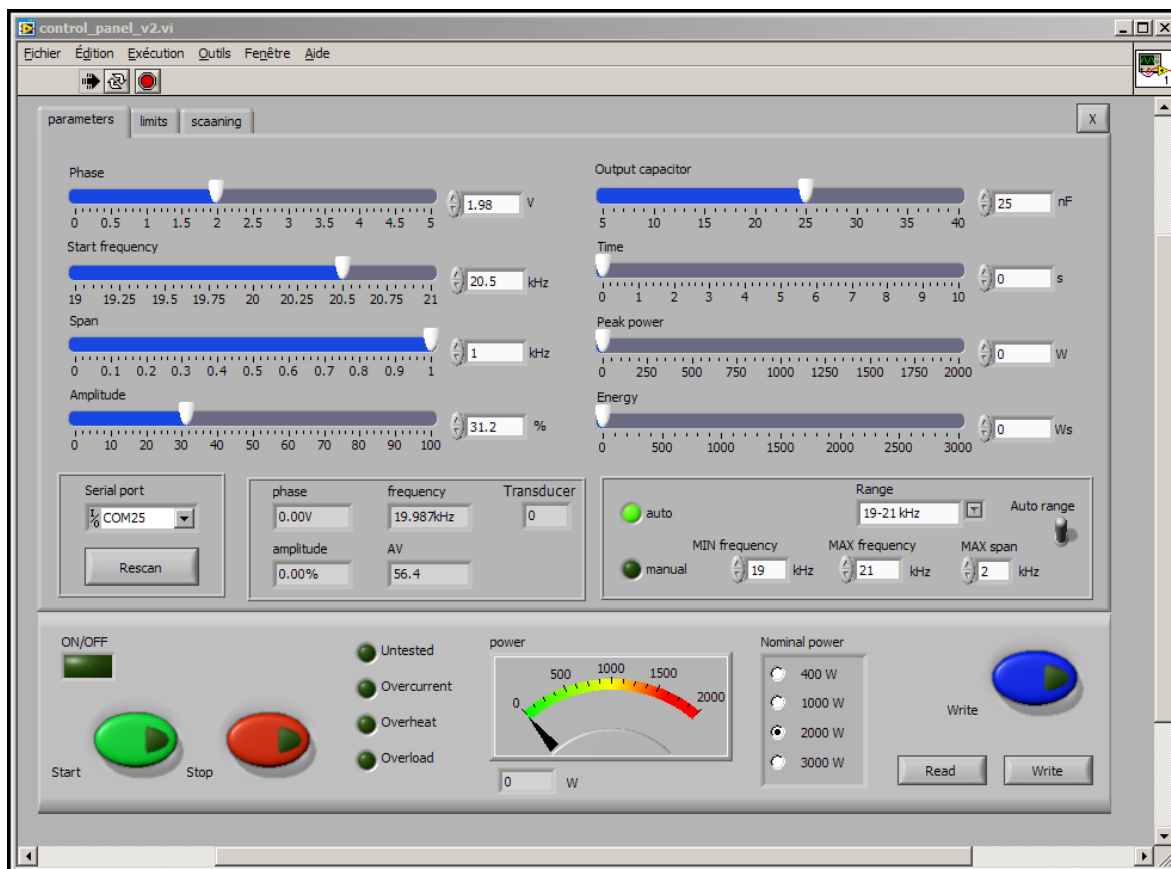 control_panel_v2.vi
Fichier Édition Exécution Outils Fenêtre Aide
1
parameters limits scaaning X
Phase
1.98 V
0 0.5 1 1.5 2 2.5 3 3.5 4 4.5 5
Start frequency
20.5 kHz
19 19.25 19.5 19.75 20 20.25 20.5 20.75 21
Span
1 kHz
0 0.1 0.2 0.3 0.4 0.5 0.6 0.7 0.8 0.9 1
Amplitude
31.2 %
0 10 20 30 40 50 60 70 80 90 100
Output capacitor
25 nF
5 10 15 20 25 30 35 40
Time
0 s
0 1 2 3 4 5 6 7 8 9 10
Peak power
0 W
0 250 500 750 1000 1250 1500 1750 2000
Energy
0 Ws
0 500 1000 1500 2000 2500 3000
Serial port
I/O COM25
Rescan
phase frequency Transducer
0.00V 19.987kHz 0
amplitude AV
0.00% 56.4
auto
Range
19-21 kHz
Auto range
manual
MIN frequency MAX frequency MAX span
19 kHz 21 kHz 2 kHz
ON/OFF
Start Stop
Untested
Overcurrent
Overheat
Overload
power
0 500 1000 1500 2000
0 W
Nominal power
400 W
1000 W
2000 W
3000 W
Write
Read Write